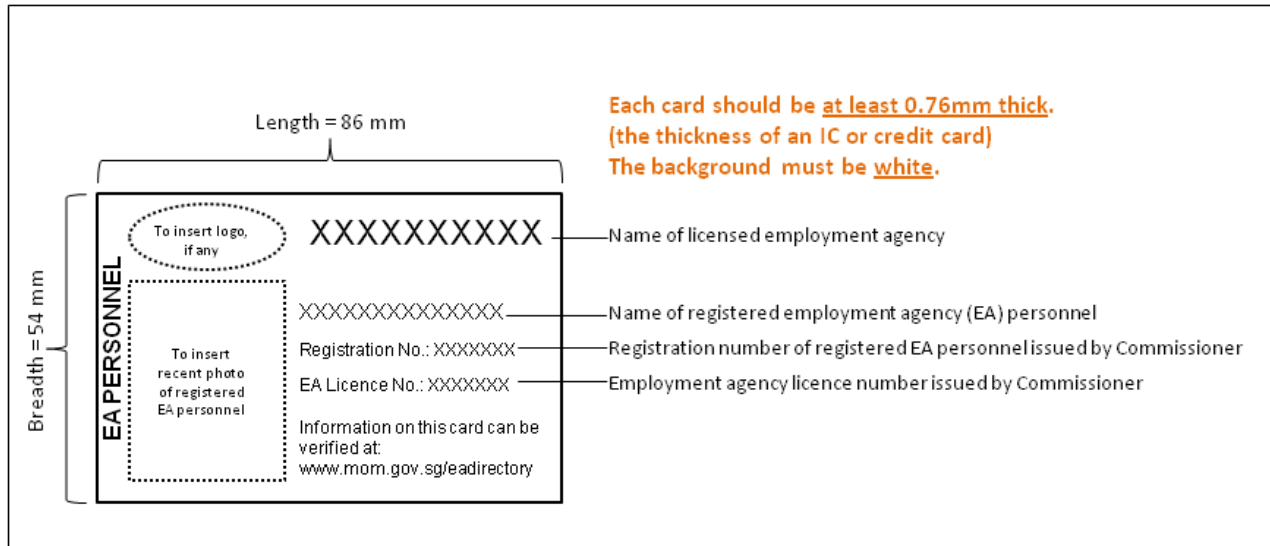 Each card should be at least 0.76mm thick.
(the thickness of an IC or credit card)
The background must be white.
Length = 86 mm
Breadth = 54 mm
EA PERSONNEL
To insert logo,
if any
XXXXXXXXXX
Name of licensed employment agency
To insert
recent photo
of registered
EA personnel
XXXXXXXXXXXXXX
Name of registered employment agency (EA) personnel
Registration No.: XXXXXXX
Registration number of registered EA personnel issued by Commissioner
EA Licence No.: XXXXXXX
Employment agency licence number issued by Commissioner
Information on this card can be
verified at:
www.mom.gov.sg/eadirectory